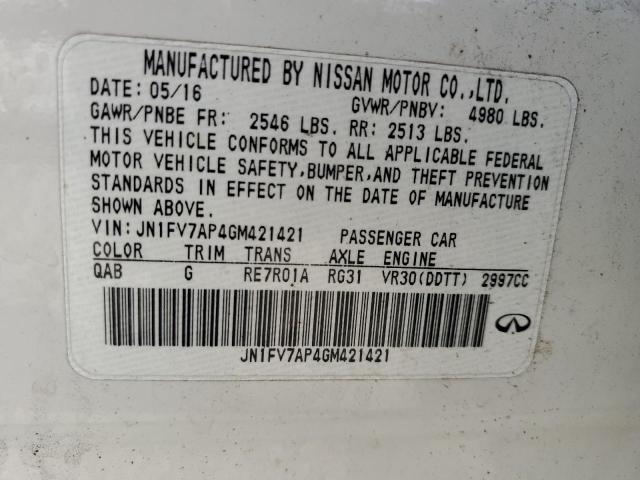 MANUFACTURED BY NISSAN MOTOR CO.,LTD.
DATE: 05/16 GVWR/PNBV: 4980 LBS.
GAWR/PNBE FR: 2546 LBS. RR: 2513 LBS.
THIS VEHICLE CONFORMS TO ALL APPLICABLE FEDERAL
MOTOR VEHICLE SAFETY,BUMPER,AND THEFT PREVENTION
STANDARDS IN EFFECT ON THE DATE OF MANUFACTURE
SHOWN ABOVE.
VIN:JN1FV7AP4GM421421 PASSENGER CAR
COLOR TRIM TRANS AXLE ENGINE
QAB G RE7R01A RG31 VR30(DDTT) 2997CC
JN1FV7AP4GM421421